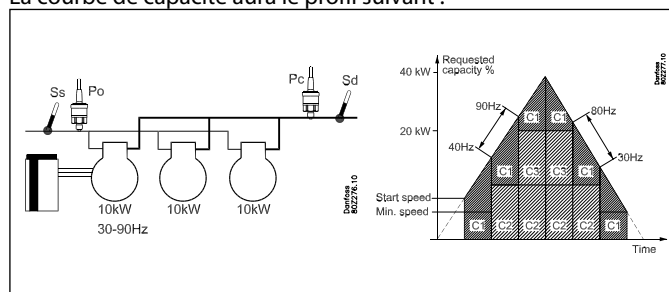 La courbe de capacité aura le profil suivant :
Ss
Po
Pc
Sd
10kW
10kW
10kW
30-90Hz
Danfoss
80Z276.10
Requested
capacity %
40 kW
20 kW
90Hz
40Hz
80Hz
30Hz
Start speed
Min. speed
C1 C1
C1 C3 C3 C1
C1 C2 C2 C2 C2 C1
Time
Danfoss
80Z277.10